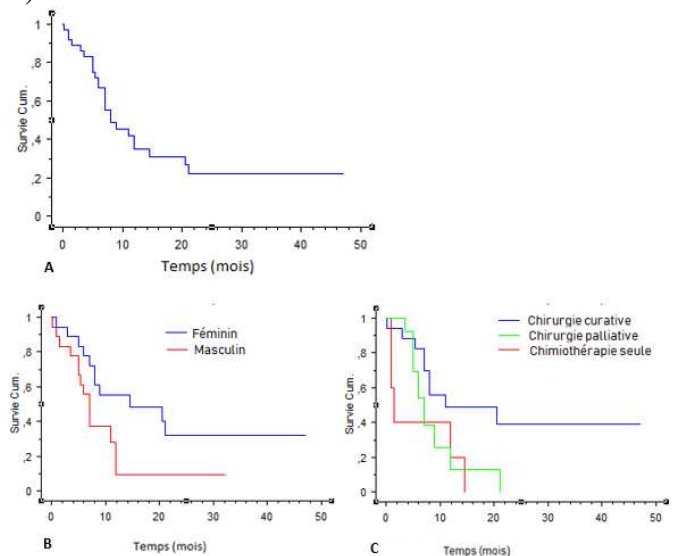 1
,8
,6
,4
,2
0
Survie Cum.
0 10 20 30 40 50
Temps (mois)
A
1
,8
,6
,4
,2
0
Survie Cum.
Féminin
Masculin
0 10 20 30 40 50
Temps (mois)
B
1
,8
,6
,4
,2
0
Survie Cum.
Chirurgie curative
Chirurgie palliative
Chimiothérapie seule
0 10 20 30 40 50
Temps (mois)
C